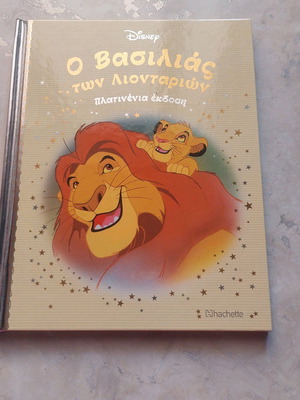 Disney
Ο Βασιλιάς
των Λιονταριών
Πλατινένια έκδοση
hachette